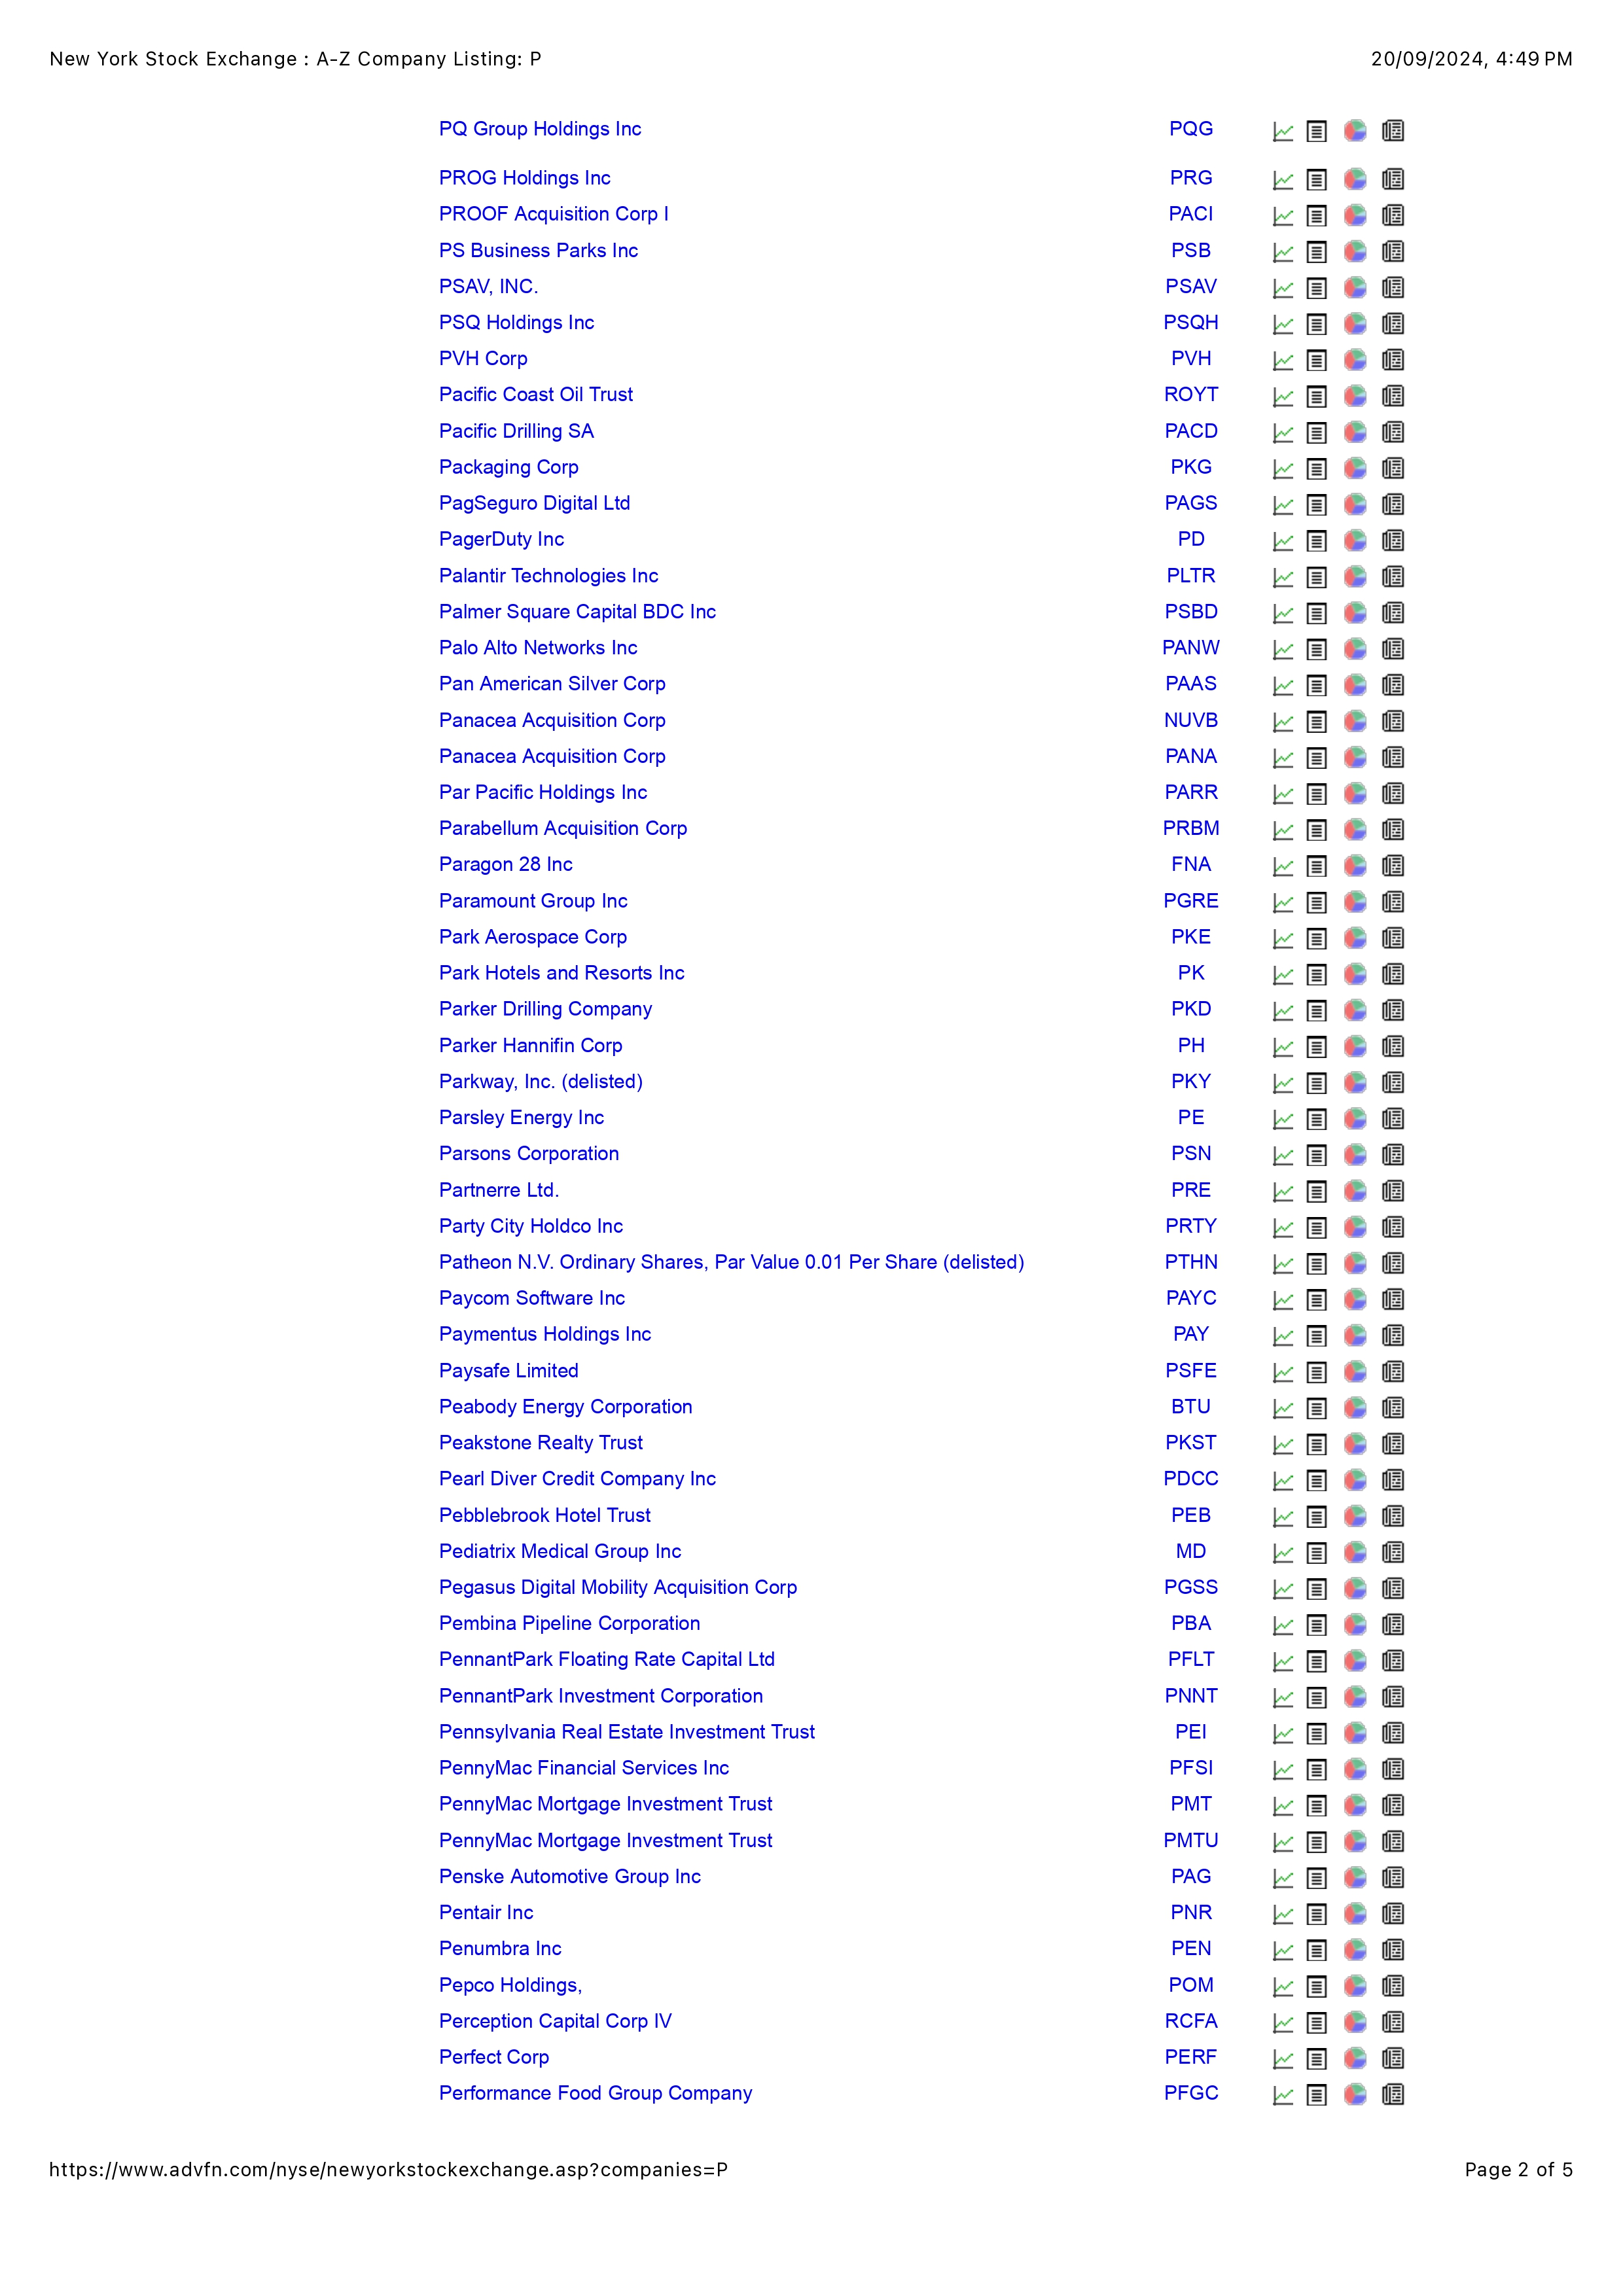 New York Stock Exchange : A-Z Company Listing: P 20/09/2024, 4:49 PM
PQ Group Holdings Inc PQG
PROG Holdings Inc PRG
PROOF Acquisition Corp I PACI
PS Business Parks Inc PSB
PSAV, INC. PSAV
PSQ Holdings Inc PSQH
PVH Corp PVH
Pacific Coast Oil Trust ROYT
Pacific Drilling SA PACD
Packaging Corp PKG
PagSeguro Digital Ltd PAGS
PagerDuty Inc PD
Palantir Technologies Inc PLTR
Palmer Square Capital BDC Inc PSBD
Palo Alto Networks Inc PANW
Pan American Silver Corp PAAS
Panacea Acquisition Corp NUVB
Panacea Acquisition Corp PANA
Par Pacific Holdings Inc PARR
Parabellum Acquisition Corp PRBM
Paragon 28 Inc FNA
Paramount Group Inc PGRE
Park Aerospace Corp PKE
Park Hotels and Resorts Inc PK
Parker Drilling Company PKD
Parker Hannifin Corp PH
Parkway, Inc. (delisted) PKY
Parsley Energy Inc PE
Parsons Corporation PSN
Partnerre Ltd. PRE
Party City Holdco Inc PRTY
Patheon N.V. Ordinary Shares, Par Value 0.01 Per Share (delisted) PTHN
Paycom Software Inc PAYC
Paymentus Holdings Inc PAY
Paysafe Limited PSFE
Peabody Energy Corporation BTU
Peakstone Realty Trust PKST
Pearl Diver Credit Company Inc PDCC
Pebblebrook Hotel Trust PEB
Pediatrix Medical Group Inc MD
Pegasus Digital Mobility Acquisition Corp PGSS
Pembina Pipeline Corporation PBA
PennantPark Floating Rate Capital Ltd PFLT
PennantPark Investment Corporation PNNT
Pennsylvania Real Estate Investment Trust PEI
PennyMac Financial Services Inc PFSI
PennyMac Mortgage Investment Trust PMT
PennyMac Mortgage Investment Trust PMTU
Penske Automotive Group Inc PAG
Pentair Inc PNR
Penumbra Inc PEN
Pepco Holdings, POM
Perception Capital Corp IV RCFA
Perfect Corp PERF
Performance Food Group Company PFGC
https://www.advfn.com/nyse/newyorkstockexchange.asp?companies=P Page 2 of 5